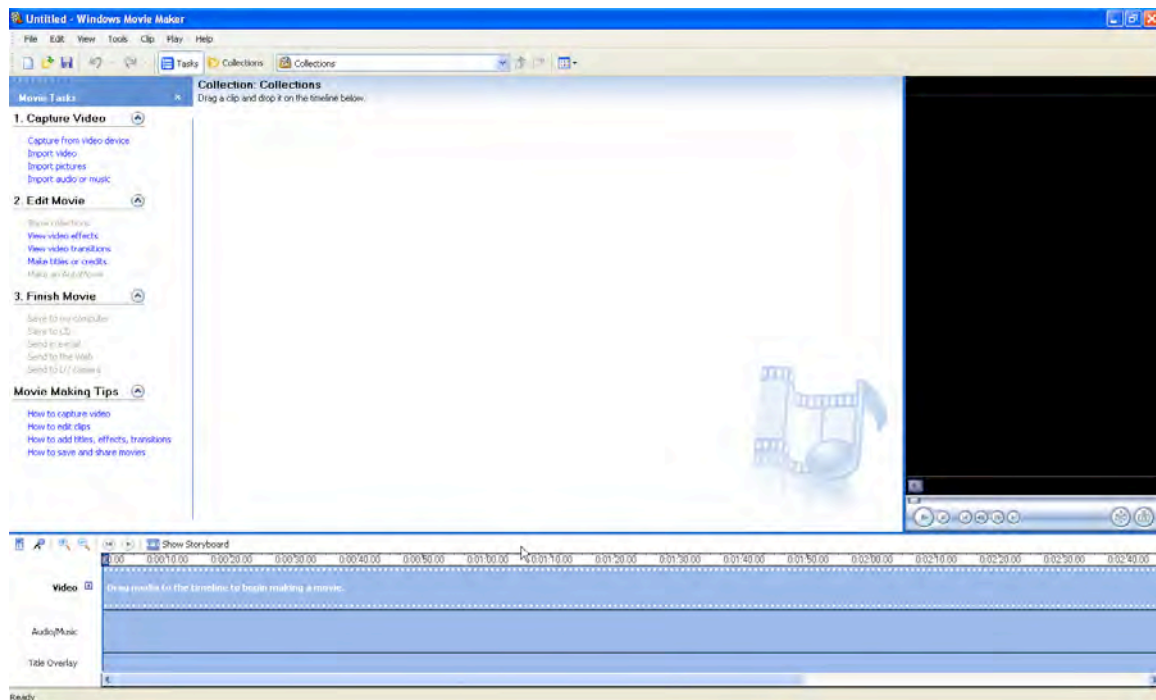 Untitled - Windows Movie Maker
File Edit View Tools Clip Play Help
Tasks Collections Collections
Movie Tasks
Collection: Collections
Drag a clip and drop it on the timeline below.
1. Capture Video
Capture from video device
Import video
Import pictures
Import audio or music
2. Edit Movie
Show collections
View video effects
View video transitions
Make titles or credits
Make an AutoMovie
3. Finish Movie
Save to my computer
Save to CD
Send in e-mail
Send to the Web
Send to DV camera
Movie Making Tips
How to capture video
How to edit clips
How to add titles, effects, transitions
How to save and share movies
Show Storyboard
0:00:10.00 0:00:20.00 0:00:30.00 0:00:40.00 0:00:50.00 0:01:00.00 0:01:10.00 0:01:20.00 0:01:30.00 0:01:40.00 0:01:50.00 0:02:00.00 0:02:10.00 0:02:20.00 0:02:30.00 0:02:40.00
Video
Drag media to the timeline to begin making a movie.
Audio/Music
Title Overlay
Ready